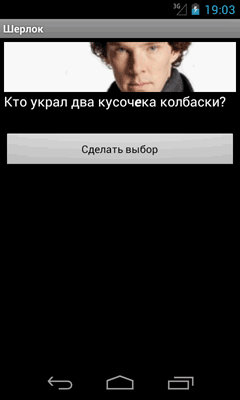 3G 19:03
Шерлок
Кто украл два кусочека колбаски?
Сделать выбор